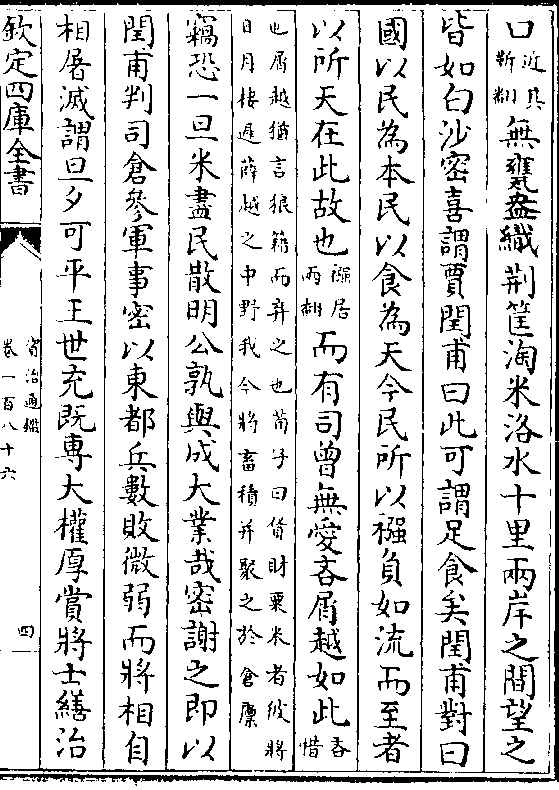 口近具靳翻無甕盎織荆筐淘米洛水十里兩岸之間望之
皆如白沙密喜謂賈閏甫曰此可謂足食矣閏甫對曰
國以民為本民以食為天今民所以襁負如流而至者
以所天在此故也襁居兩翻而有司曾無愛吝屑越如此吝惜
也屑越猶言狼籍而弃之也荀子曰貨財粟米者彼將
日月棲遲薛越之中野我今將畜積并聚之於倉廩
竊恐一旦米盡民散明公孰與成大業哉密謝之即以
閏甫判司倉參軍事密以東都兵數敗微弱而將相自
相屠滅謂旦夕可平王世充既專大權厚賞將士繕治
欽定四庫全書
資治通鑑
卷一百八十六
四